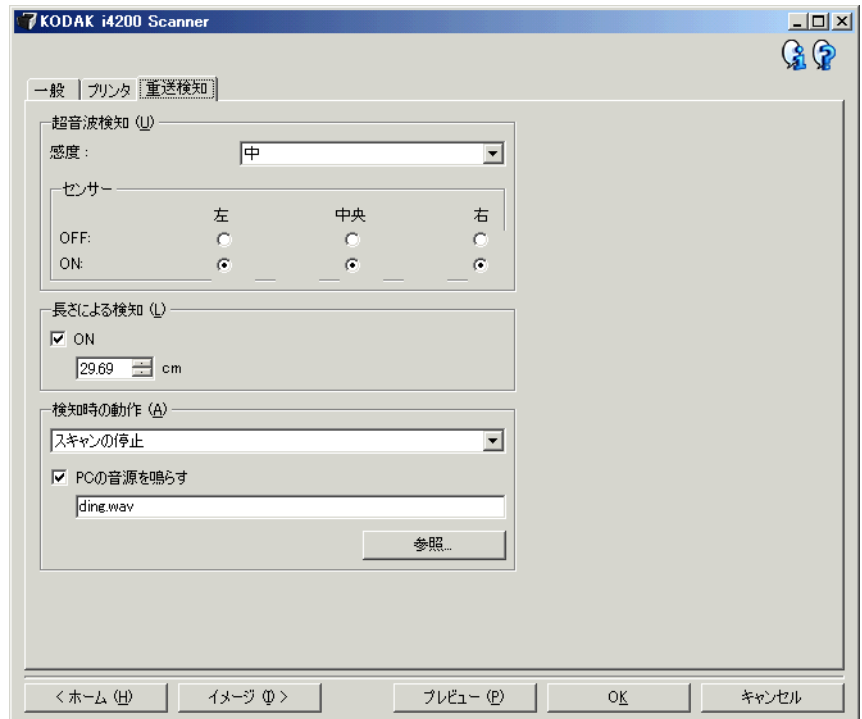 KODAK i4200 Scanner
一般 プリンタ 重送検知
超音波検知 (U)
感度： 中
センサー
左 中央 右
OFF:
ON:
長さによる検知 (L)
ON
29.69 cm
検知時の動作 (A)
スキャンの停止
PCの音源を鳴らす
ding.wav
参照...
< ホーム (H) イメージ (I) > プレビュー (P) OK キャンセル